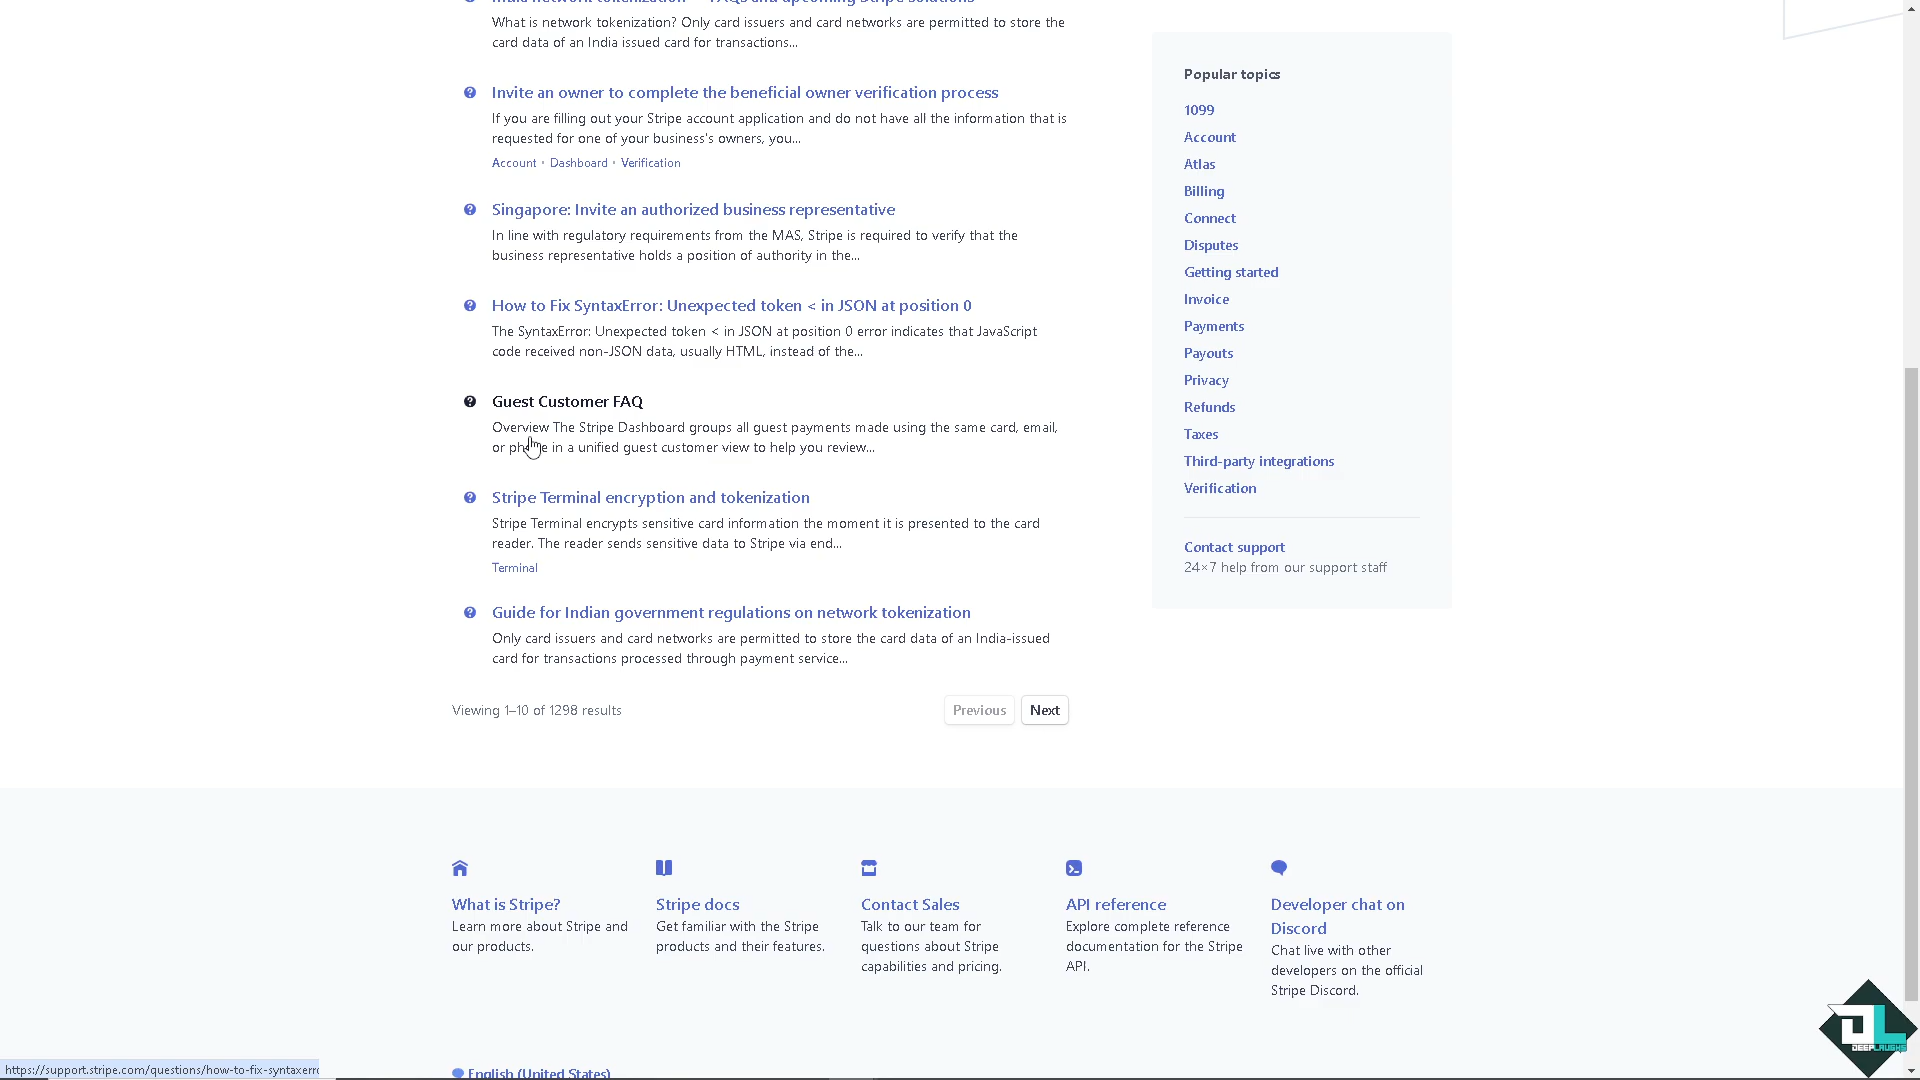 What is network tokenization? Only card issuers and card networks are permitted to store the
card data of an India issued card for transactions...
Invite an owner to complete the beneficial owner verification process
If you are filling out your Stripe account application and do not have all the information that is
requested for one of your business's owners, you...
Account • Dashboard • Verification
Singapore: Invite an authorized business representative
In line with regulatory requirements from the MAS, Stripe is required to verify that the
business representative holds a position of authority in the...
How to Fix SyntaxError: Unexpected token < in JSON at position 0
The SyntaxError: Unexpected token < in JSON at position 0 error indicates that JavaScript
code received non-JSON data, usually HTML, instead of the...
Guest Customer FAQ
Overview The Stripe Dashboard groups all guest payments made using the same card, email,
or phone in a unified guest customer view to help you review...
Stripe Terminal encryption and tokenization
Stripe Terminal encrypts sensitive card information the moment it is presented to the card
reader. The reader sends sensitive data to Stripe via end...
Terminal
Guide for Indian government regulations on network tokenization
Only card issuers and card networks are permitted to store the card data of an India-issued
card for transactions processed through payment service...
Viewing 1–10 of 1298 results
Previous
Next
Popular topics
1099
Account
Atlas
Billing
Connect
Disputes
Getting started
Invoice
Payments
Payouts
Privacy
Refunds
Taxes
Third-party integrations
Verification
Contact support
24×7 help from our support staff
What is Stripe?
Learn more about Stripe and
our products.
Stripe docs
Get familiar with the Stripe
products and their features.
Contact Sales
Talk to our team for
questions about Stripe
capabilities and pricing.
API reference
Explore complete reference
documentation for the Stripe
API.
Developer chat on
Discord
Chat live with other
developers on the official
Stripe Discord.
English (United States)
https://support.stripe.com/questions/how-to-fix-syntaxerr
DL
DEEPLAUGHS